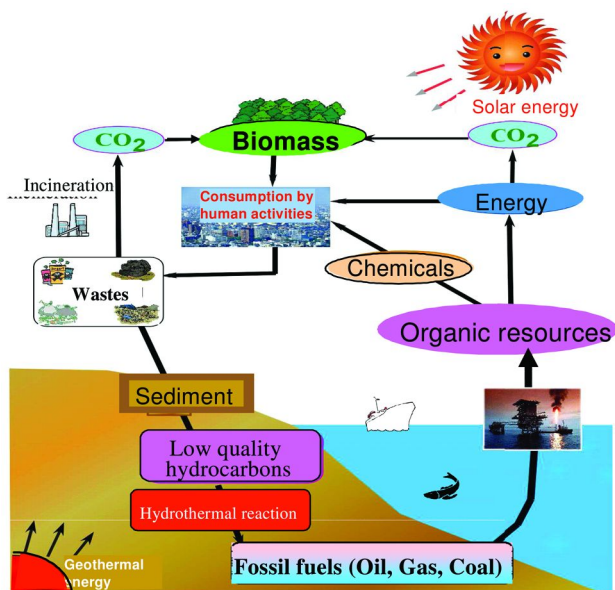 Solar energy
CO2
Biomass
CO2
Incineration
Consumption by
human activities
Energy
Chemicals
Wastes
Organic resources
Sediment
Low quality
hydrocarbons
Hydrothermal reaction
Geothermal
energy
Fossil fuels (Oil, Gas, Coal)